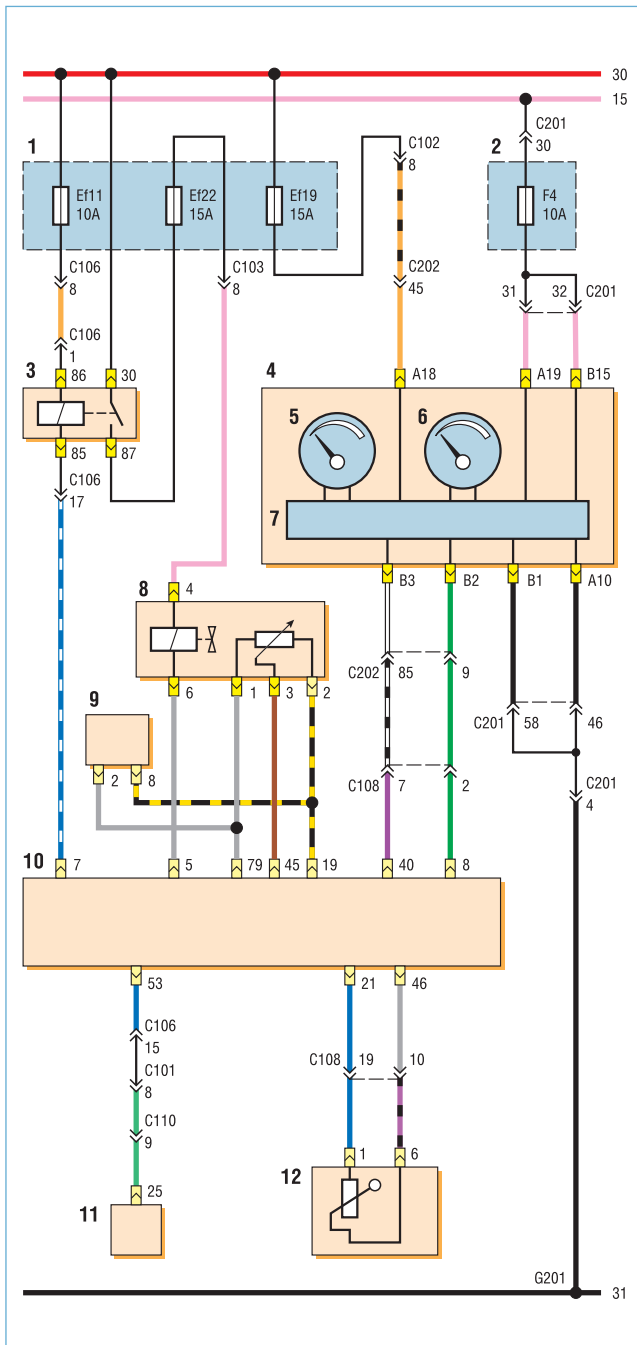 30
15
C201
30
1
2
C102
8
Ef11
10A
Ef22
15A
Ef19
15A
F4
10A
C106
8
C103
8
C202
45
31
32
C201
C106
1
3
86
30
4
A18
A19
B15
5
6
85
87
C106
17
7
B3
B2
B1
A10
8
4
6
1
3
2
C202
85
9
9
C201
58
46
2
8
C108
7
2
C201
4
10
7
5
79
45
19
40
8
53
21
46
C106
15
C108
19
10
C101
8
C110
9
1
6
12
25
11
G201
31